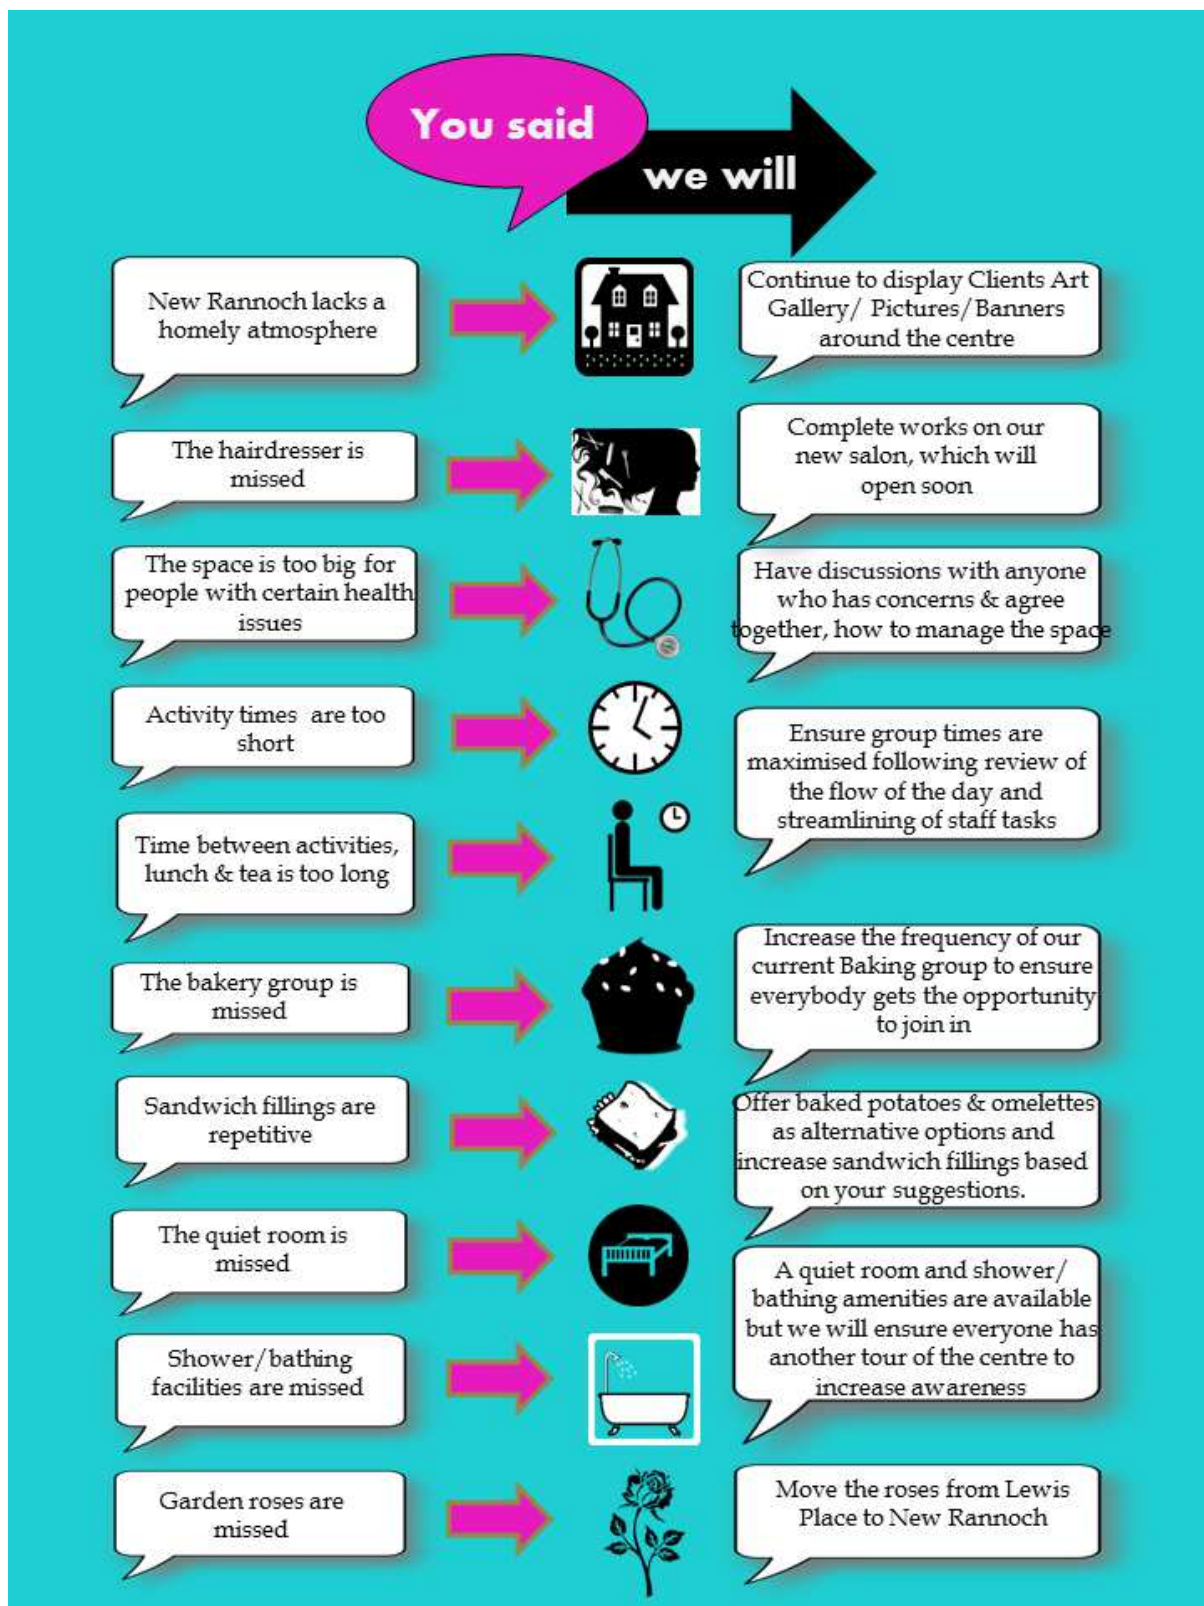 You said
we will
New Rannoch lacks a
homely atmosphere
Continue to display Clients Art
Gallery/ Pictures/Banners
around the centre
The hairdresser is
missed
Complete works on our
new salon, which will
open soon
The space is too big for
people with certain health
issues
Have discussions with anyone
who has concerns & agree
together, how to manage the space
Activity times are too
short
Ensure group times are
maximised following review of
the flow of the day and
streamlining of staff tasks
Time between activities,
lunch & tea is too long
The bakery group is
missed
Increase the frequency of our
current Baking group to ensure
everybody gets the opportunity
to join in
Sandwich fillings are
repetitive
Offer baked potatoes & omelettes
as alternative options and
increase sandwich fillings based
on your suggestions.
The quiet room is
missed
A quiet room and shower/
bathing amenities are available
but we will ensure everyone has
another tour of the centre to
increase awareness
Shower/bathing
facilities are missed
Garden roses are
missed
Move the roses from Lewis
Place to New Rannoch